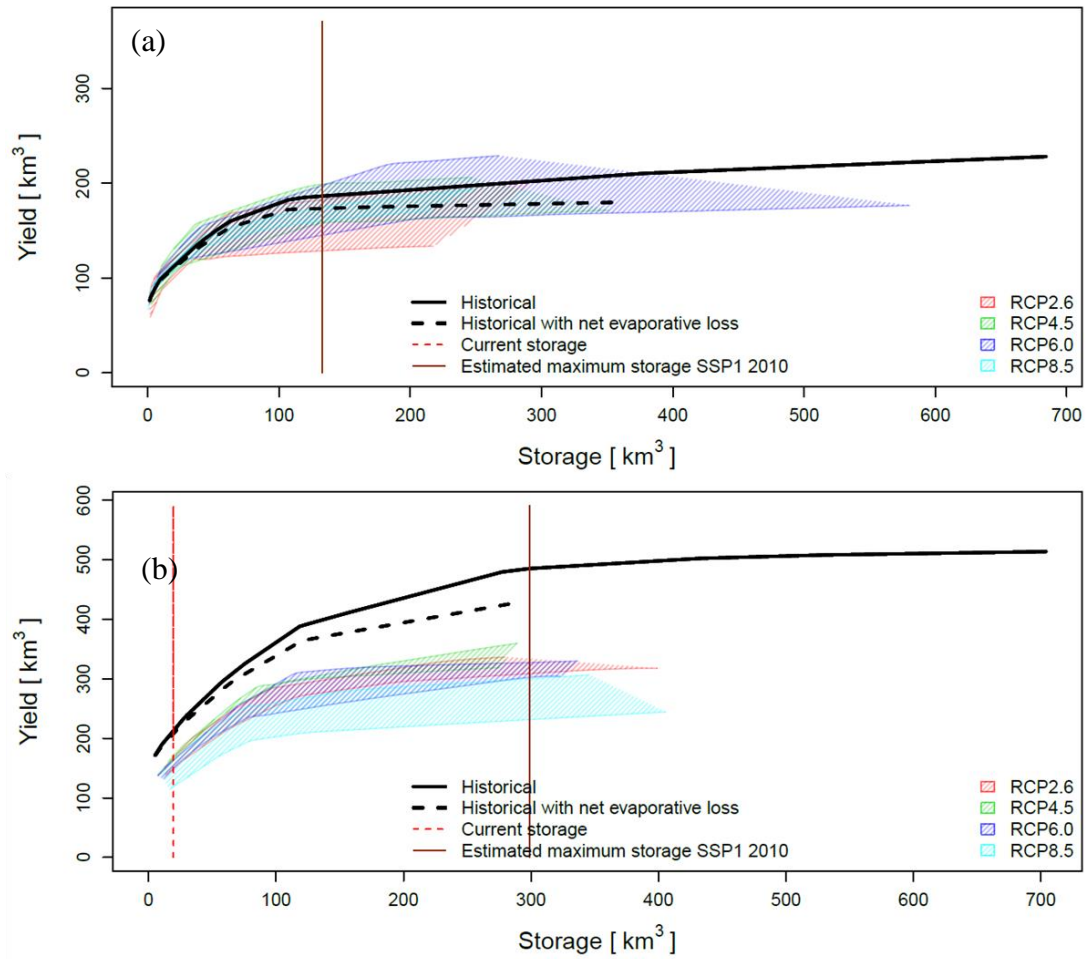 (a)
Yield [ km³ ]
300
200
100
0
Historical
Historical with net evaporative loss
Current storage
Estimated maximum storage SSP1 2010
RCP2.6
RCP4.5
RCP6.0
RCP8.5
0 100 200 300 400 500 600 700
Storage [ km³ ]
(b)
Yield [ km³ ]
600
500
400
300
200
100
0
Historical
Historical with net evaporative loss
Current storage
Estimated maximum storage SSP1 2010
RCP2.6
RCP4.5
RCP6.0
RCP8.5
0 100 200 300 400 500 600 700
Storage [ km³ ]